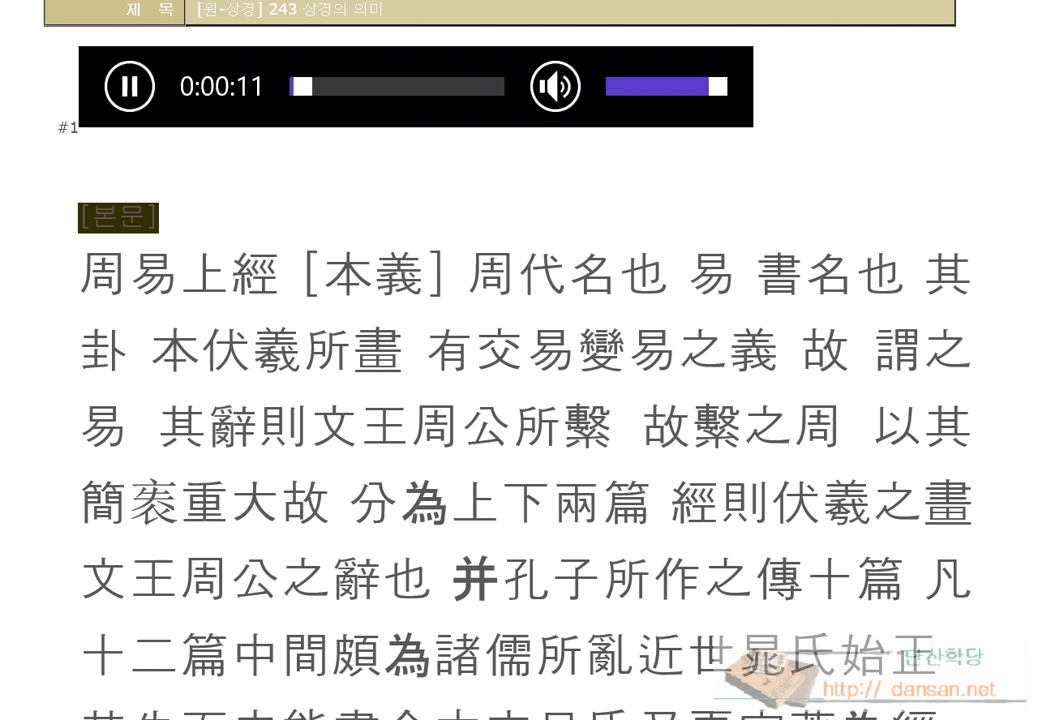 제 목 [원-상경] 243 상경의 의미
0:00:11
#1
[본문]
周易上經 [本義] 周代名也 易 書名也 其
卦 本伏羲所畫 有交易變易之義 故 謂之
易 其辭則文王周公所繫 故繫之周 以其
簡袠重大故 分為上下兩篇 經則伏羲之畫
文王周公之辭也 并孔子所作之傳十篇 凡
十二篇中間頗為諸儒所亂近世晁氏始正
단산학당
http:// dansan.net